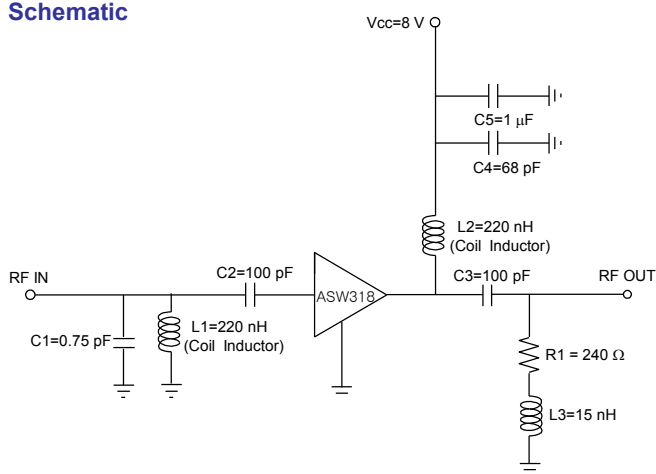 Schematic
Vcc=8 V
C5=1 μF
C4=68 pF
L2=220 nH
(Coil Inductor)
RF IN
C2=100 pF
ASW318
C3=100 pF
RF OUT
C1=0.75 pF
L1=220 nH
(Coil Inductor)
R1 = 240 Ω
L3=15 nH